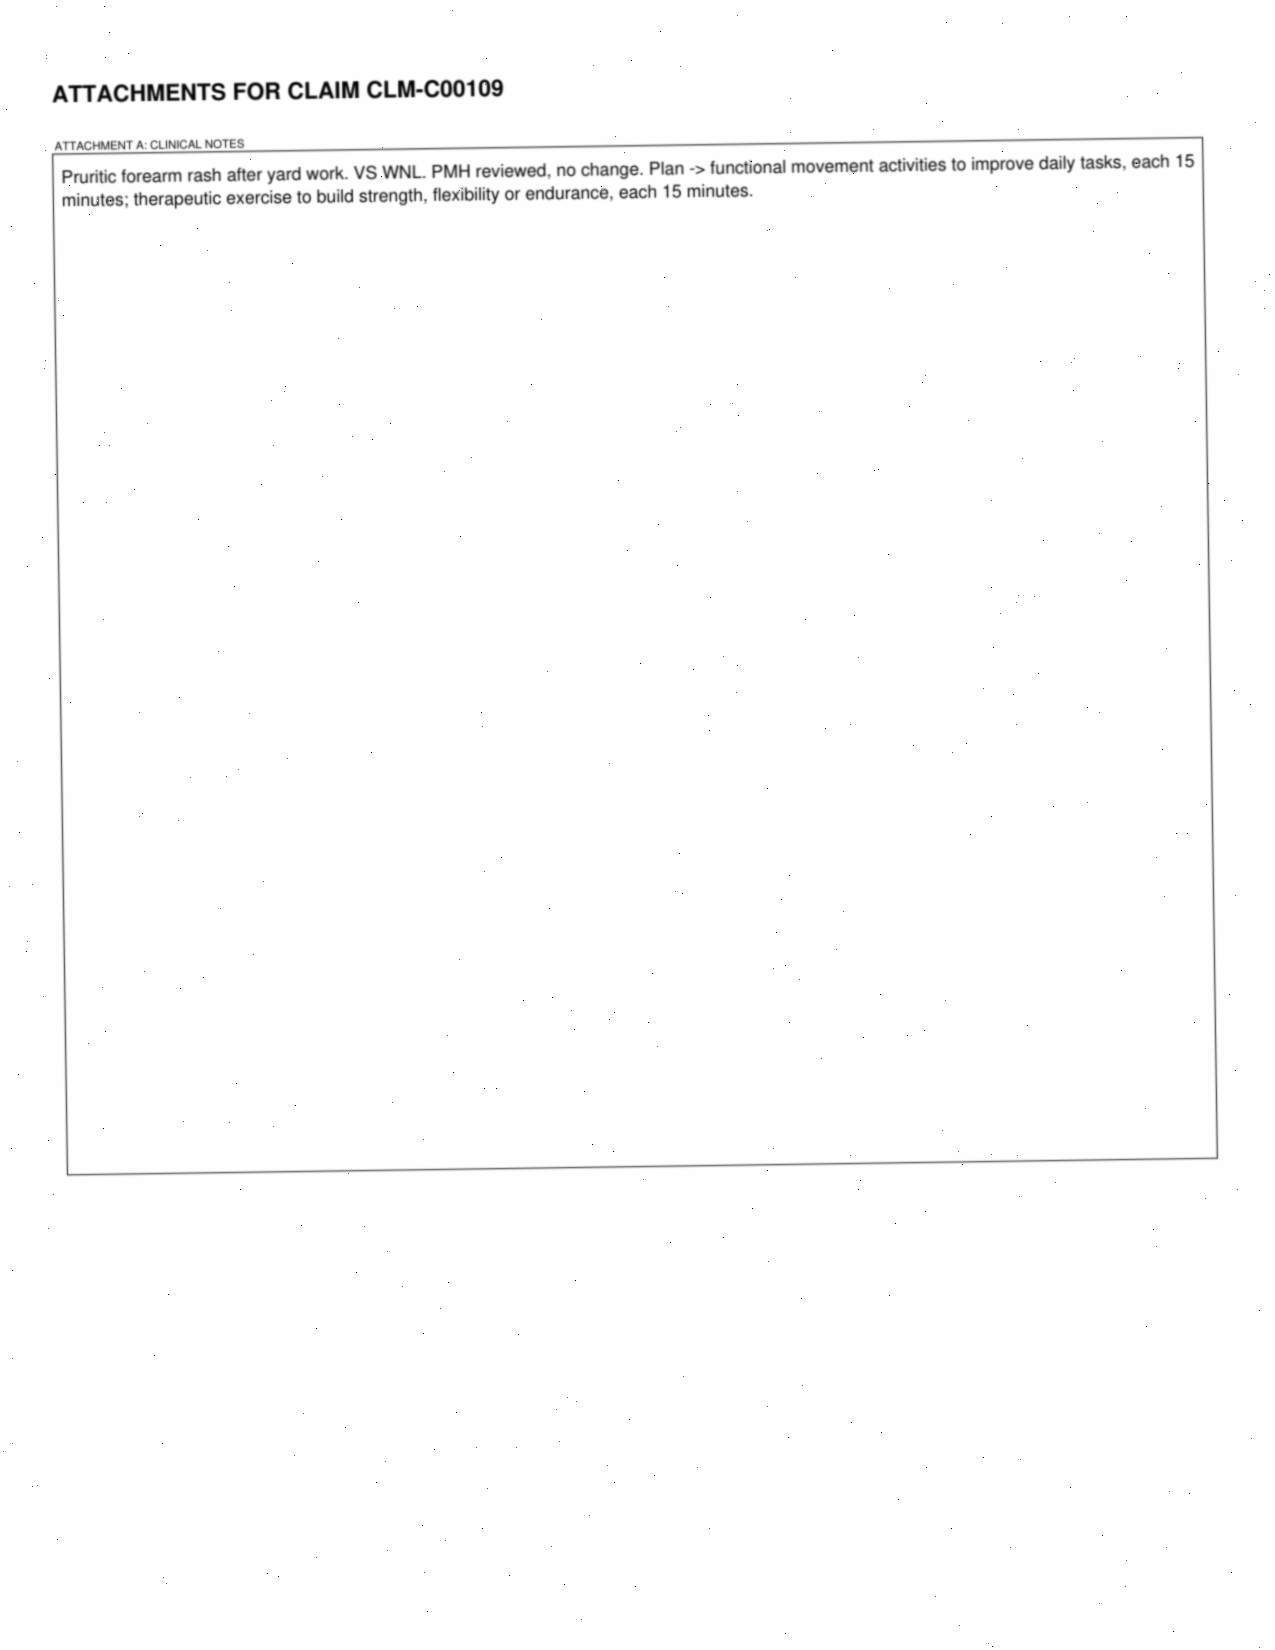 ATTACHMENTS FOR CLAIM CLM-C00109
ATTACHMENT A: CLINICAL NOTES
Pruritic forearm rash after yard work. VS WNL. PMH reviewed, no change. Plan -> functional movement activities to improve daily tasks, each 15
minutes; therapeutic exercise to build strength, flexibility or endurance, each 15 minutes.